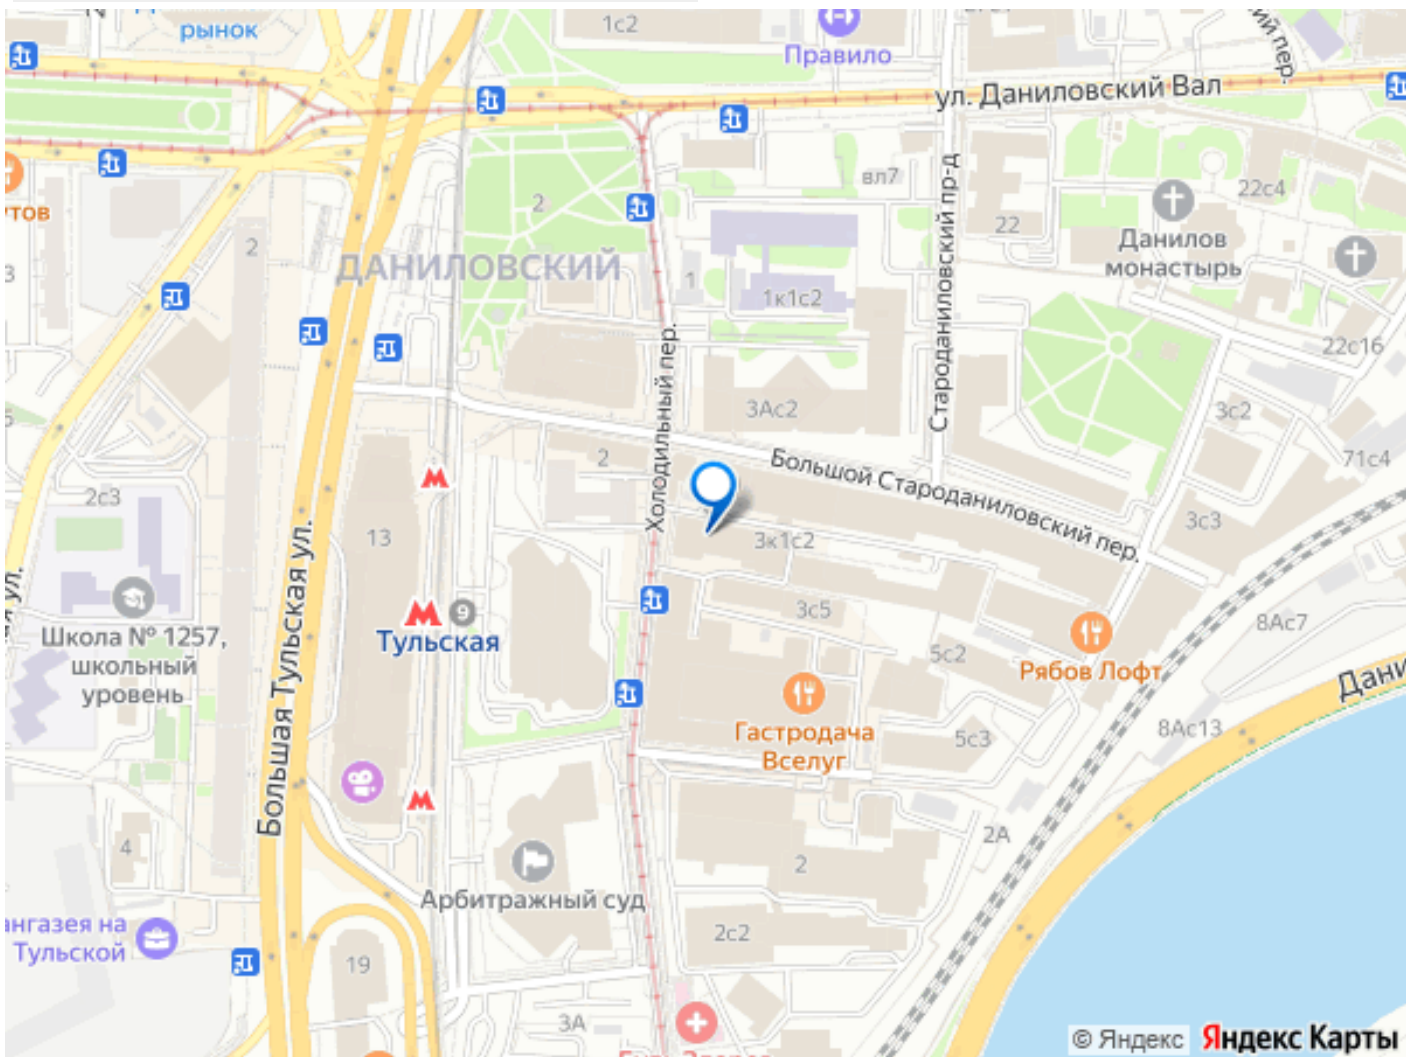 рынок
1с2
Правило
ул. Даниловский Вал
пер.
вл7
22с4
2
22
Данилов
монастырь
ДАНИЛОВСКИЙ
2
1
1к1с2
Староданиловский пр-д
22с16
Холодильный пер.
3Ас2
3с2
2
Большой Староданиловский пер.
71с4
2с3
13
3к1с2
3с3
Большая Тульская ул.
ул.
3с5
9
Тульская
Школа № 1257,
школьный
уровень
8Ас7
5с2
Рябов Лофт
Гастродача
Вселуг
5с3
8Ас13
4
2А
2
Арбитражный суд
Тульской
2с2
19
3А
© Яндекс Яндекс Карты